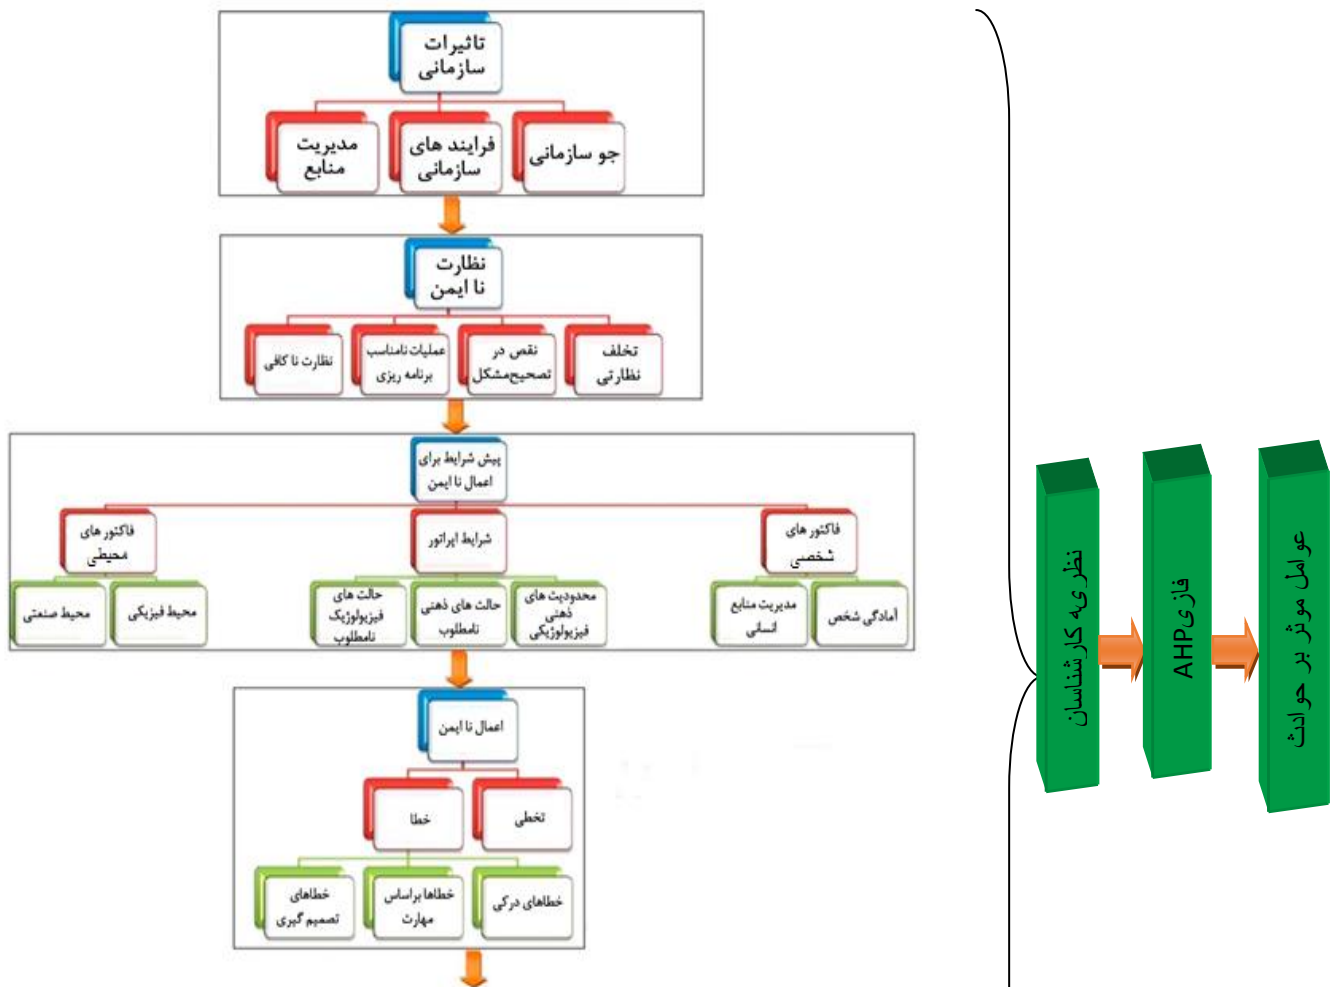 تاثیرات
سازمانی
جو سازمانی
فرایند های
سازمانی
مدیریت
منابع
نظارت
نا ایمن
تخلف
نظارتی
نقص در
تصحیح‌مشکل
عملیات نامناسب
برنامه ریزی
نظارت نا کافی
پیش شرایط برای
اعمال نا ایمن
فاکتور های
شخصی
شرایط اپراتور
فاکتور های
محیطی
آمادگی شخص
مدیریت منابع
انسانی
محدودیت های
ذهنی
فیزیولوژیکی
حالت های ذهنی
نامطلوب
حالت های
فیزیولوژیک
نامطلوب
محیط فیزیکی
محیط صنعتی
اعمال نا ایمن
تخطی
خطا
خطاهای درکی
خطاها براساس
مهارت
خطاهای
تصمیم گیری
نظریه کارشناسان
فازی AHP
عوامل موثر بر حوادث